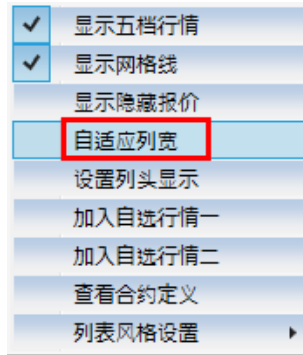 显示五档行情
显示网格线
显示隐藏报价
自适应列宽
设置列头显示
加入自选行情一
加入自选行情二
查看合约定义
列表风格设置